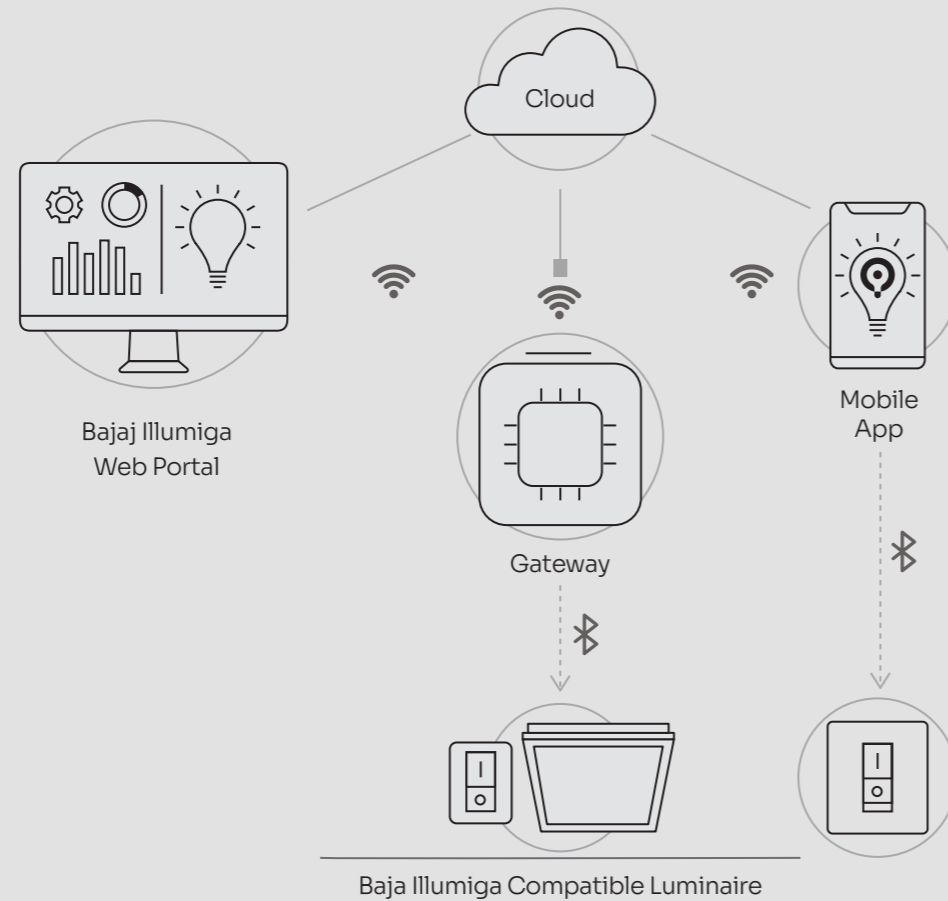 Cloud
Bajaj Illumiga
Web Portal
Mobile
App
Gateway
Baja Illumiga Compatible Luminaire